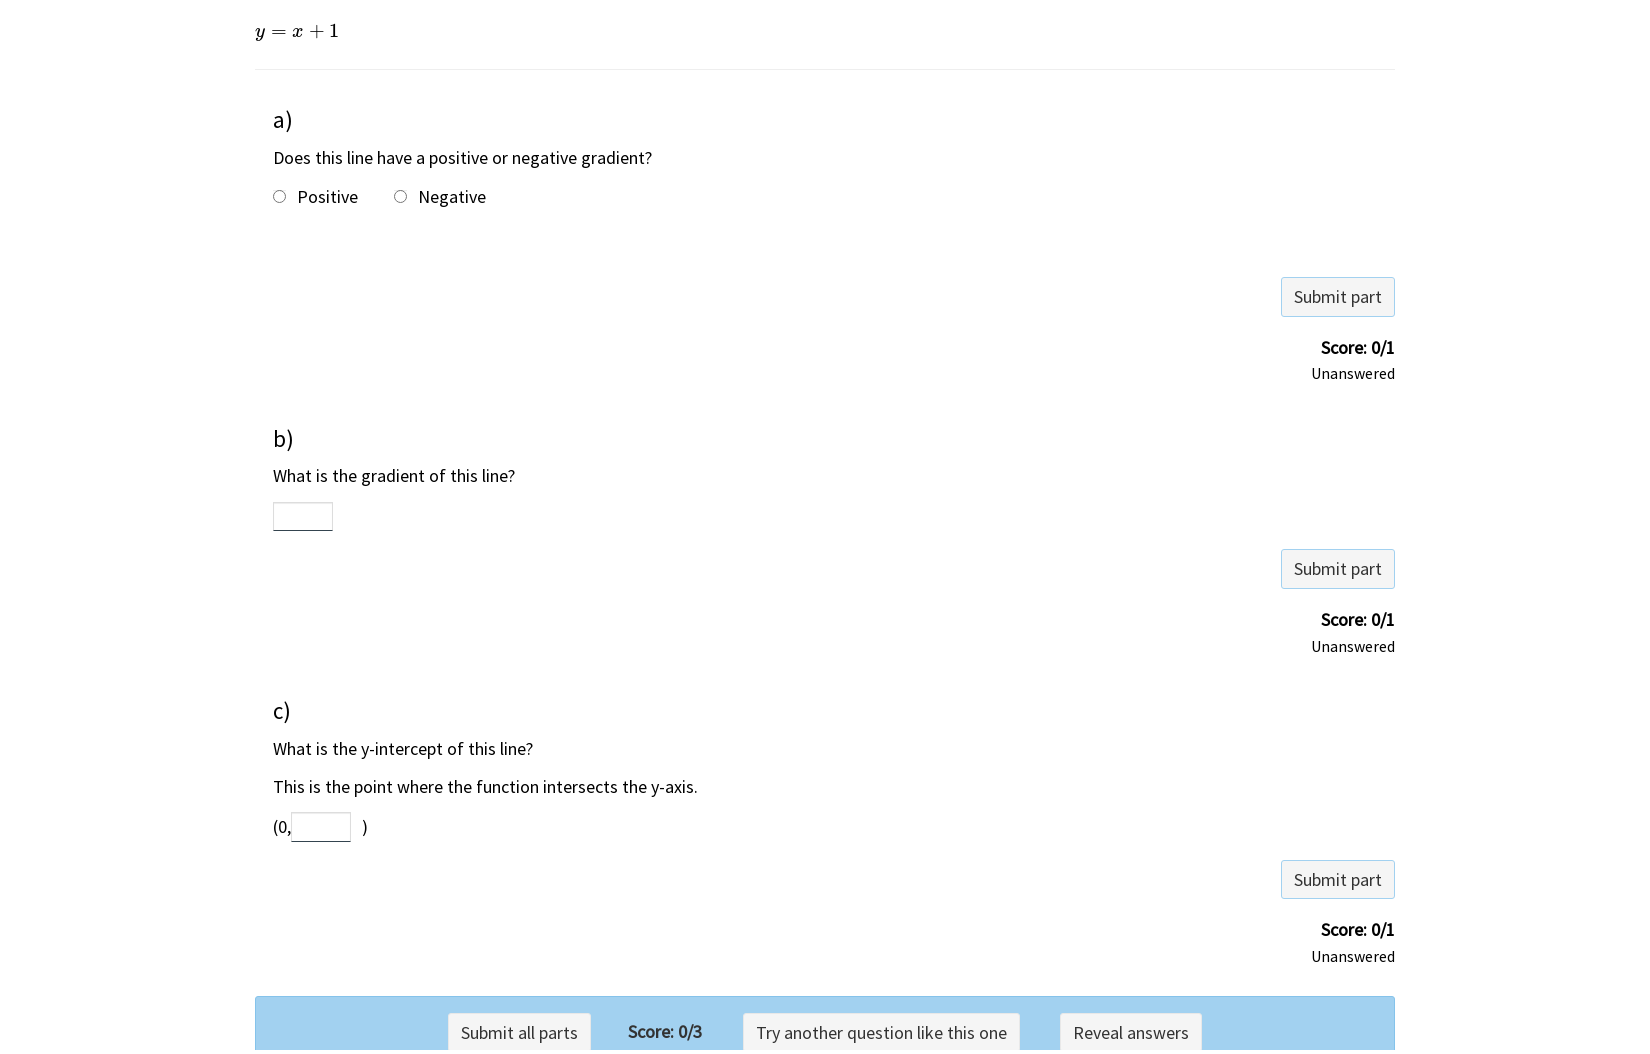 y = x + 1
a)
Does this line have a positive or negative gradient?
Positive Negative
Submit part
Score: 0/1
Unanswered
b)
What is the gradient of this line?
Submit part
Score: 0/1
Unanswered
c)
What is the y-intercept of this line?
This is the point where the function intersects the y-axis.
(0, )
Submit part
Score: 0/1
Unanswered
Submit all parts Score: 0/3 Try another question like this one Reveal answers